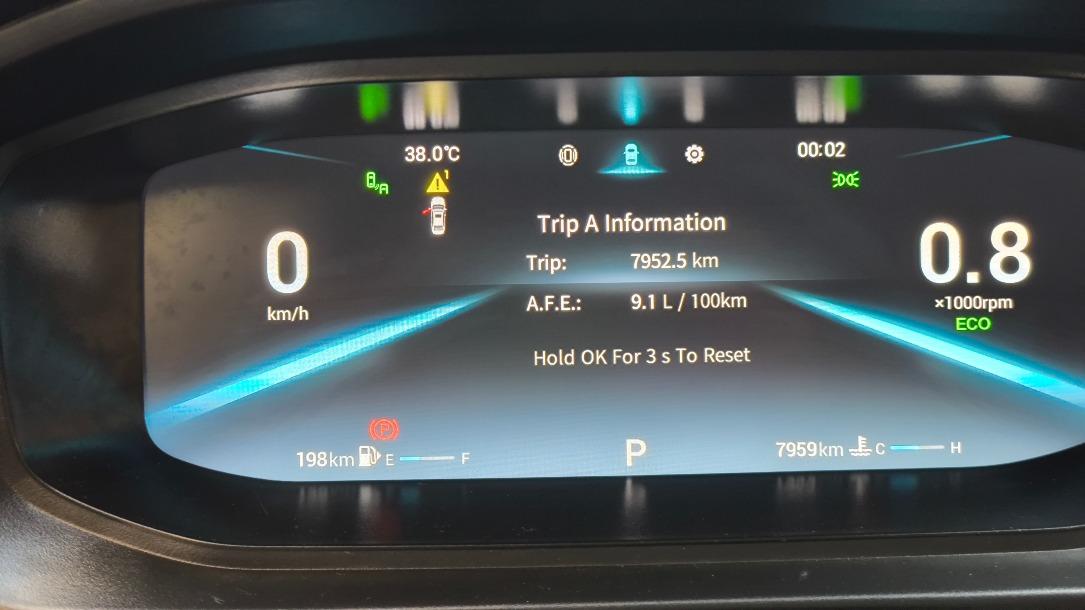 38.0℃
00:02
A
1
Trip A Information
0
0.8
Trip: 7952.5 km
km/h
A.F.E.: 9.1 L / 100km
×1000rpm
ECO
Hold OK For 3 s To Reset
P
198km E F
P
7959km C H